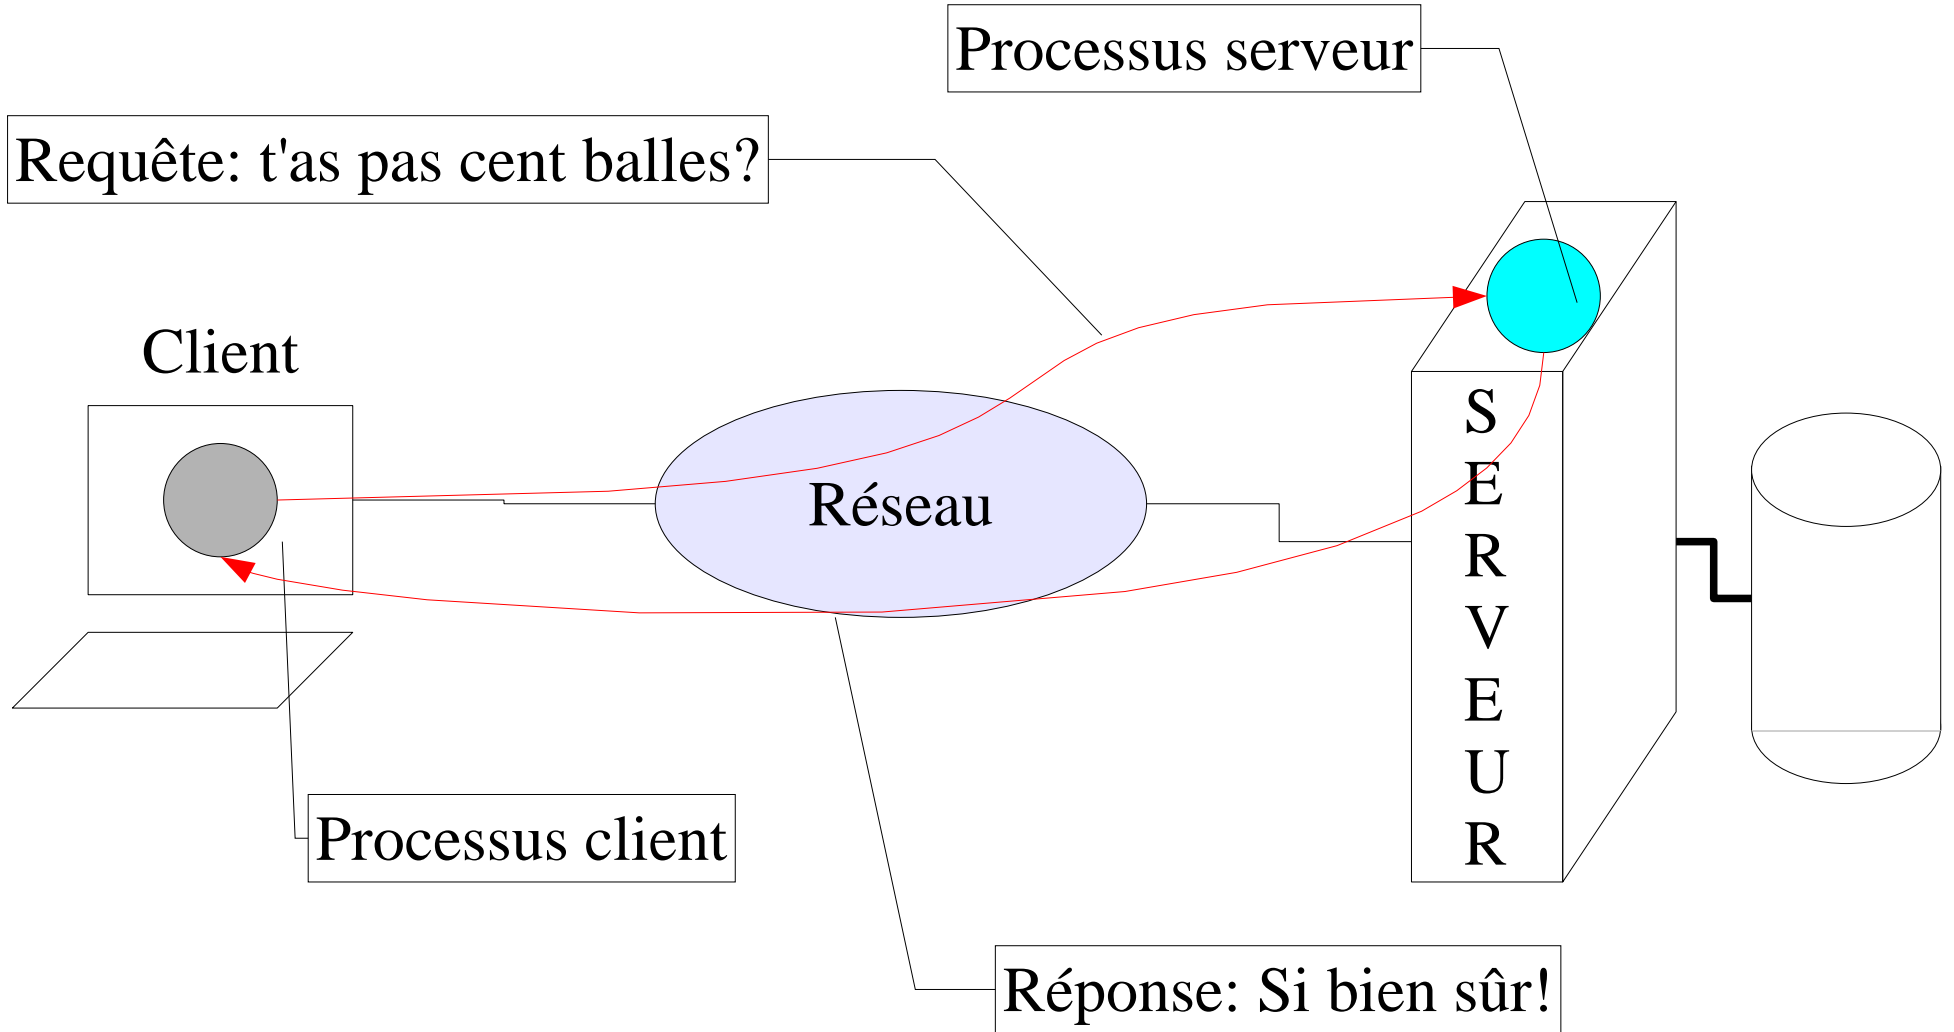 Processus serveur
Requête: t'as pas cent balles?
Client
Réseau
S
E
R
V
E
U
R
Processus client
Réponse: Si bien sûr!